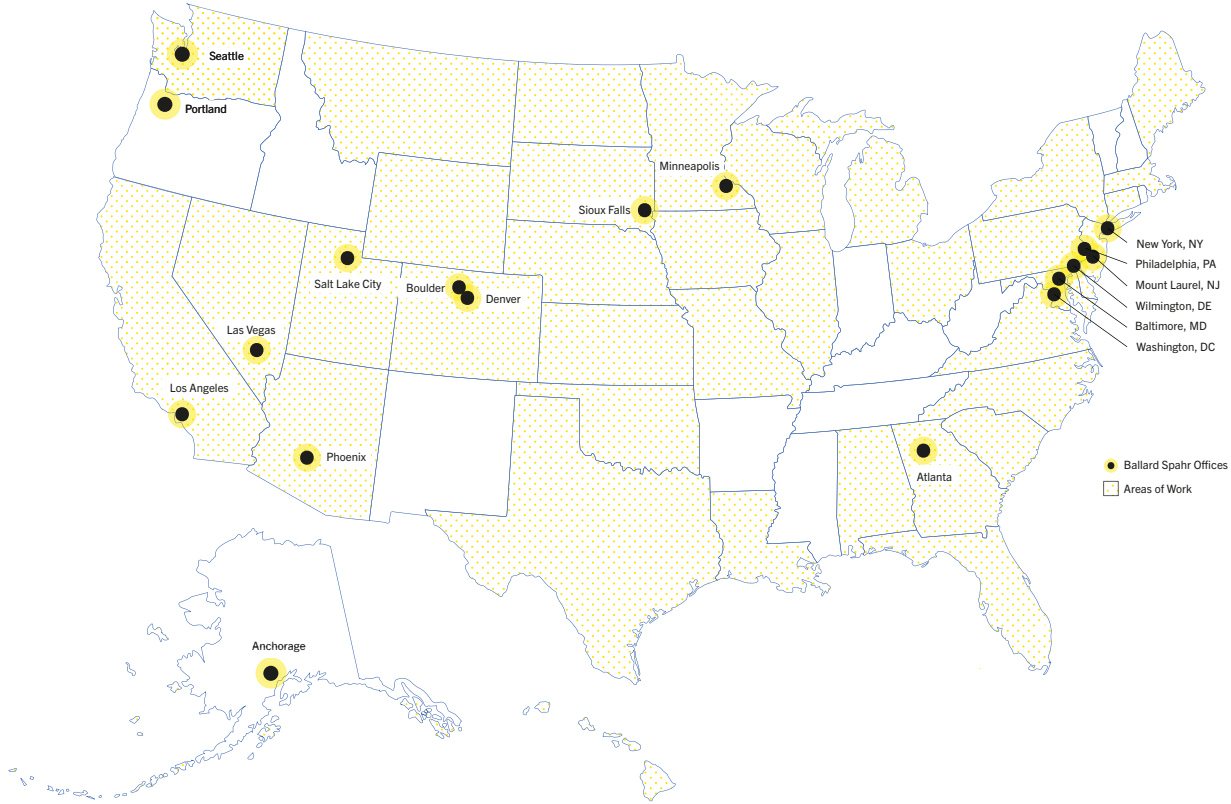 Seattle
Portland
Minneapolis
Sioux Falls
New York, NY
Philadelphia, PA
Salt Lake City
Boulder
Denver
Mount Laurel, NJ
Wilmington, DE
Las Vegas
Baltimore, MD
Washington, DC
Los Angeles
Phoenix
Atlanta
Ballard Spahr Offices
Areas of Work
Anchorage